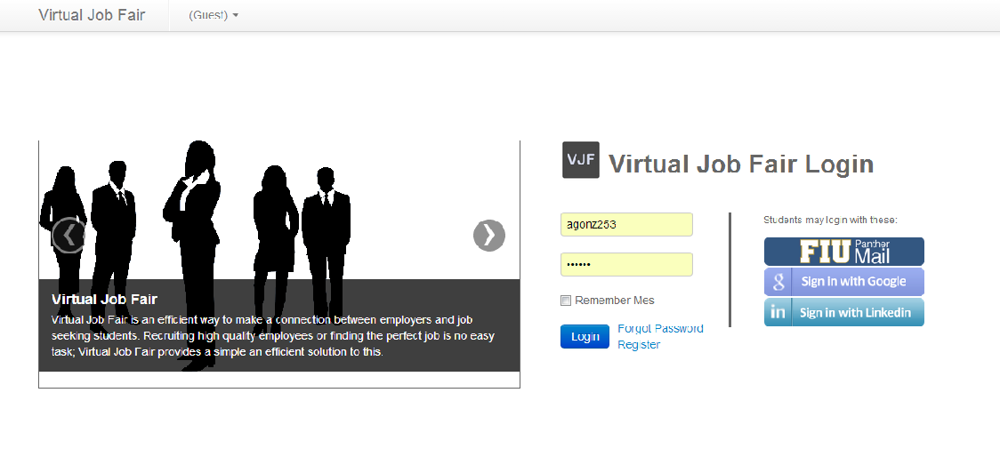 Virtual Job Fair
(Guest)
VJF
Virtual Job Fair Login
Virtual Job Fair
Virtual Job Fair is an efficient way to make a connection between employers and job
seeking students. Recruiting high quality employees or finding the perfect job is no easy
task; Virtual Job Fair provides a simple an efficient solution to this.
agonz253
••••••
Remember Mes
Login
Forgot Password
Register
Students may login with these:
FIU Panther
Mail
g Sign in with Google
in Sign in with Linkedin